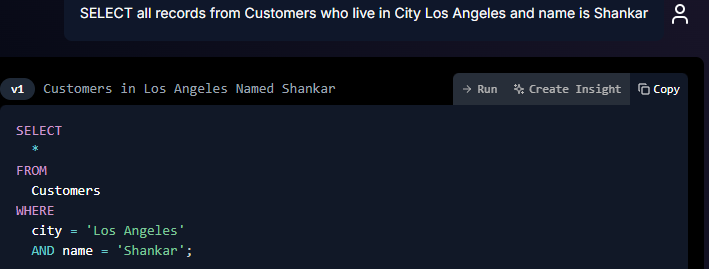 SELECT all records from Customers who live in City Los Angeles and name is Shankar
v1 Customers in Los Angeles Named Shankar → Run Create Insight Copy
SELECT
*
FROM
Customers
WHERE
city = 'Los Angeles'
AND name = 'Shankar';